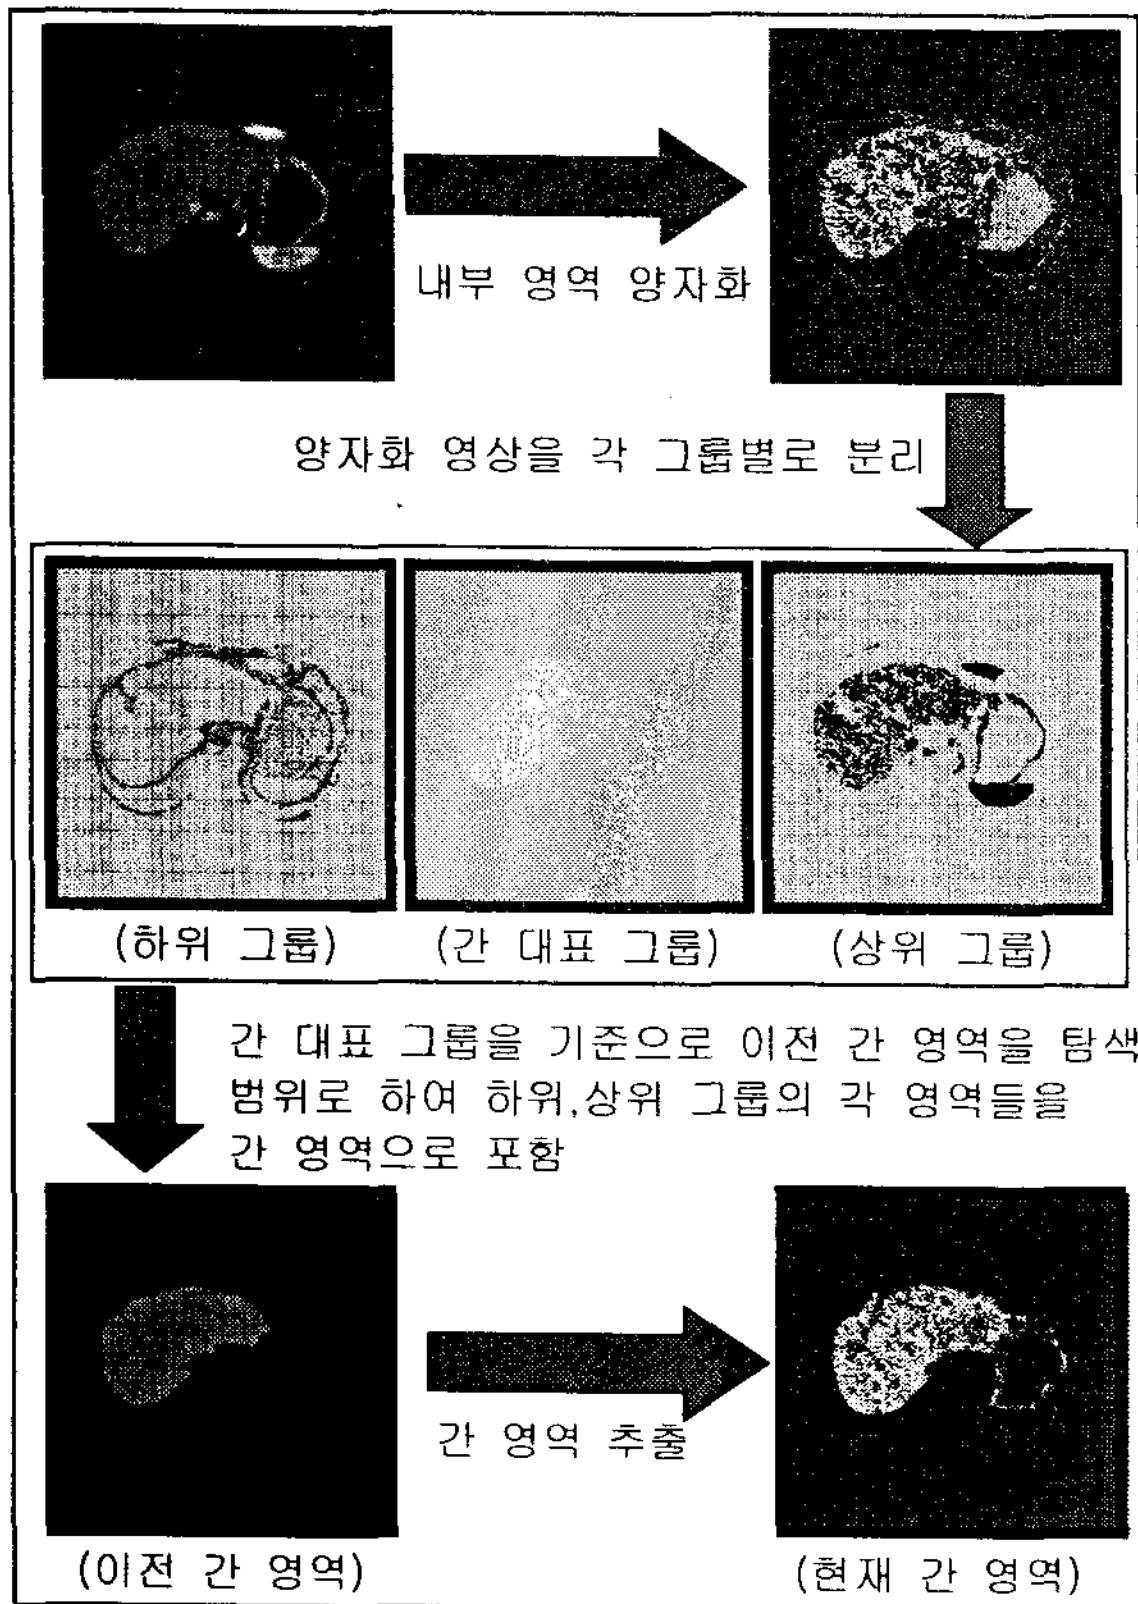 내부 영역 양자화
양자화 영상을 각 그룹별로 분리
(하위 그룹)
(간 대표 그룹)
(상위 그룹)
간 대표 그룹을 기준으로 이전 간 영역을 탐색
범위로 하여 하위,상위 그룹의 각 영역들을
간 영역으로 포함
간 영역 추출
(이전 간 영역)
(현재 간 영역)